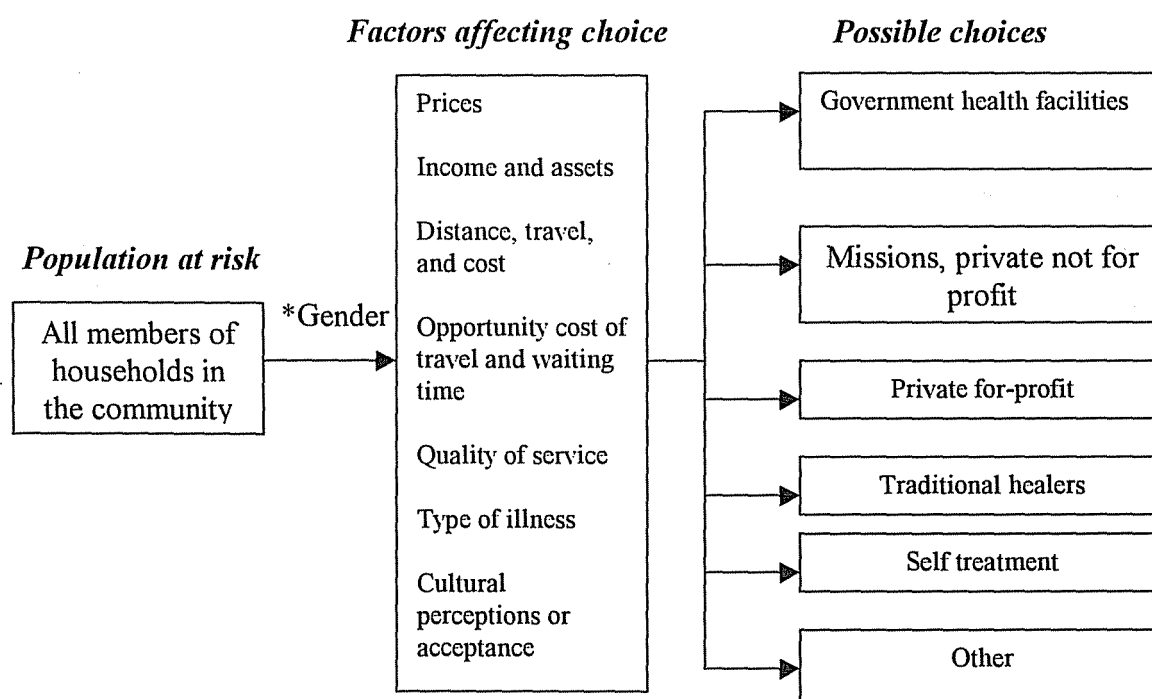 Factors affecting choice
Possible choices
Population at risk
All members of
households in
the community
*Gender
Prices
Income and assets
Distance, travel,
and cost
Opportunity cost of
travel and waiting
time
Quality of service
Type of illness
Cultural
perceptions or
acceptance
Government health facilities
Missions, private not for
profit
Private for-profit
Traditional healers
Self treatment
Other